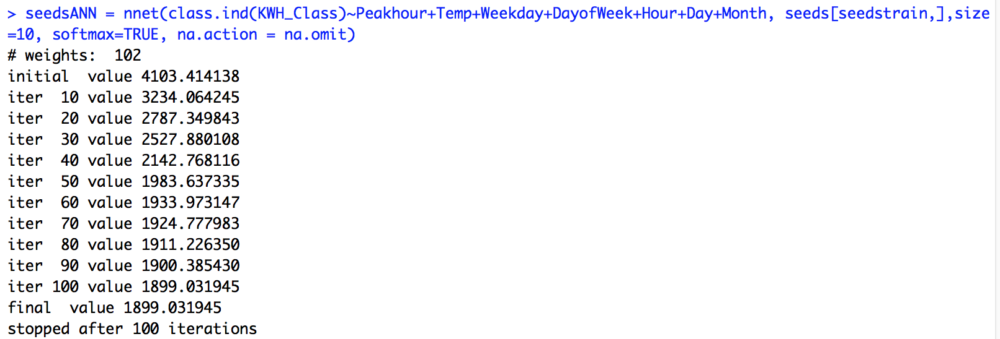 > seedsANN = nnet(class.ind(KWH_Class)~Peakhour+Temp+Weekday+DayofWeek+Hour+Day+Month, seeds[seedstrain,],size
=10, softmax=TRUE, na.action = na.omit)
# weights:  102
initial  value 4103.414138
iter  10 value 3234.064245
iter  20 value 2787.349843
iter  30 value 2527.880108
iter  40 value 2142.768116
iter  50 value 1983.637335
iter  60 value 1933.973147
iter  70 value 1924.777983
iter  80 value 1911.226350
iter  90 value 1900.385430
iter 100 value 1899.031945
final  value 1899.031945
stopped after 100 iterations